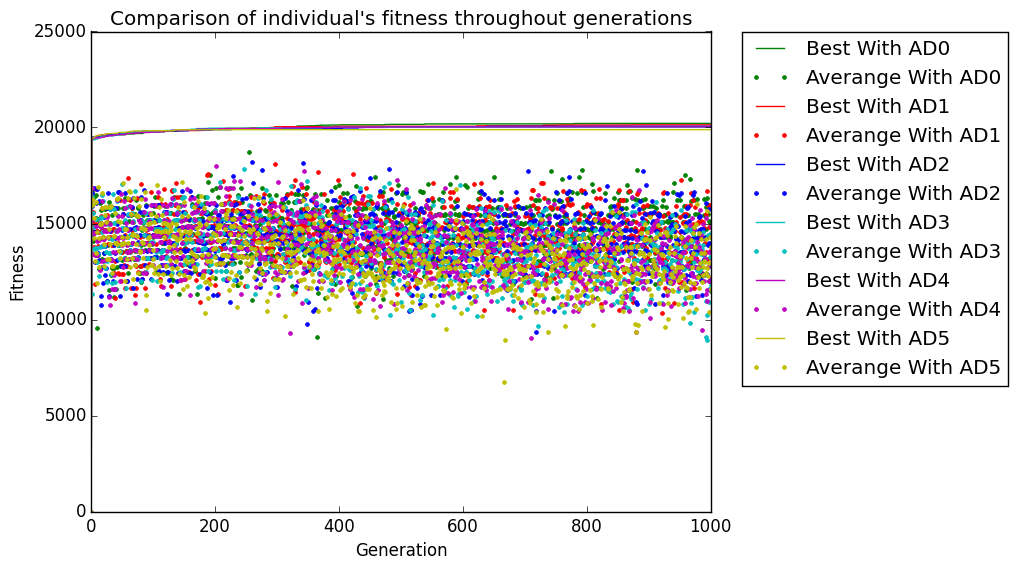 Comparison of individual's fitness throughout generations
25000
20000
15000
10000
5000
0
Fitness
0 200 400 600 800 1000
Generation
Best With AD0
Averange With AD0
Best With AD1
Averange With AD1
Best With AD2
Averange With AD2
Best With AD3
Averange With AD3
Best With AD4
Averange With AD4
Best With AD5
Averange With AD5